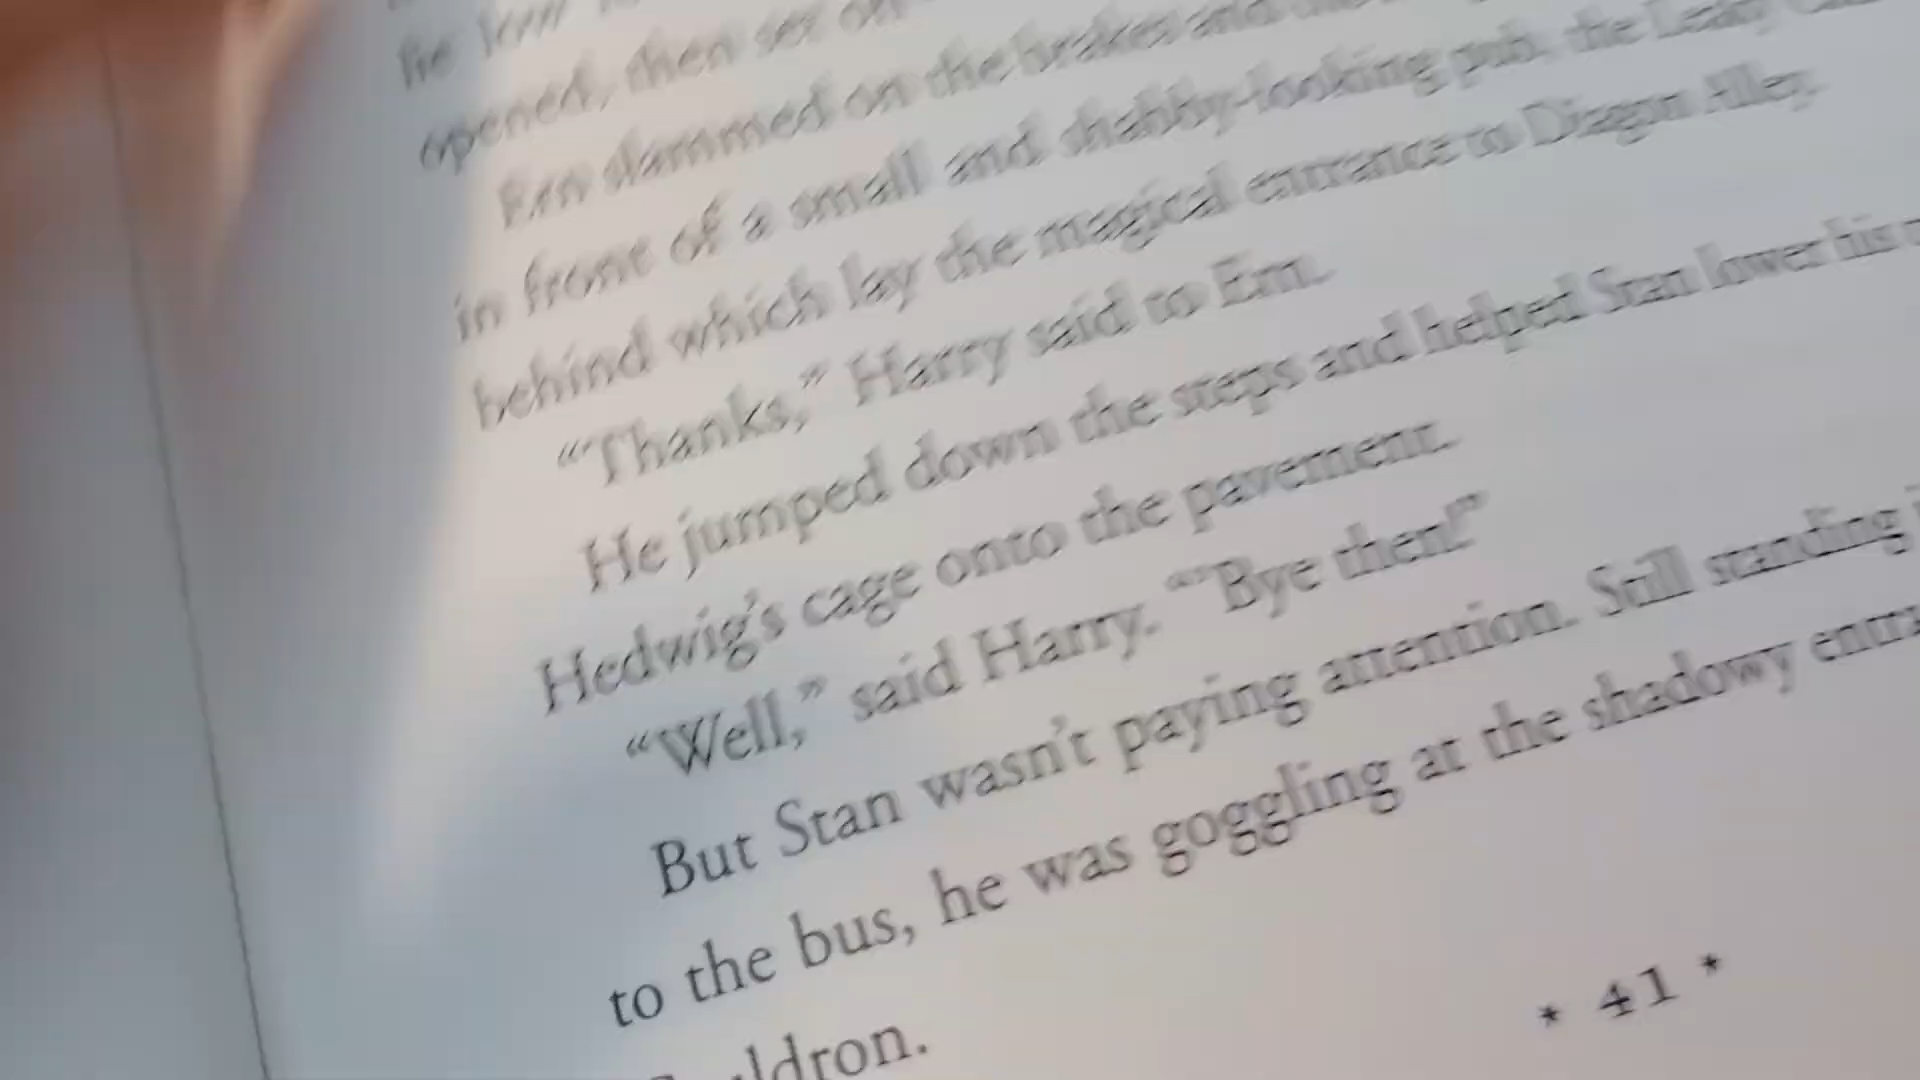 opened, then set
Ern slammed on the brakes and the
in front of a small and shabby-looking pub, the Leaky
behind which lay the magical entrance to Diagon Alley.
“Thanks,” Harry said to Ern.
He jumped down the steps and helped Stan lower his
Hedwig’s cage onto the pavement.
“Well,” said Harry. “’Bye then!”
But Stan wasn’t paying attention. Still standing
to the bus, he was goggling at the shadowy
* 41 *